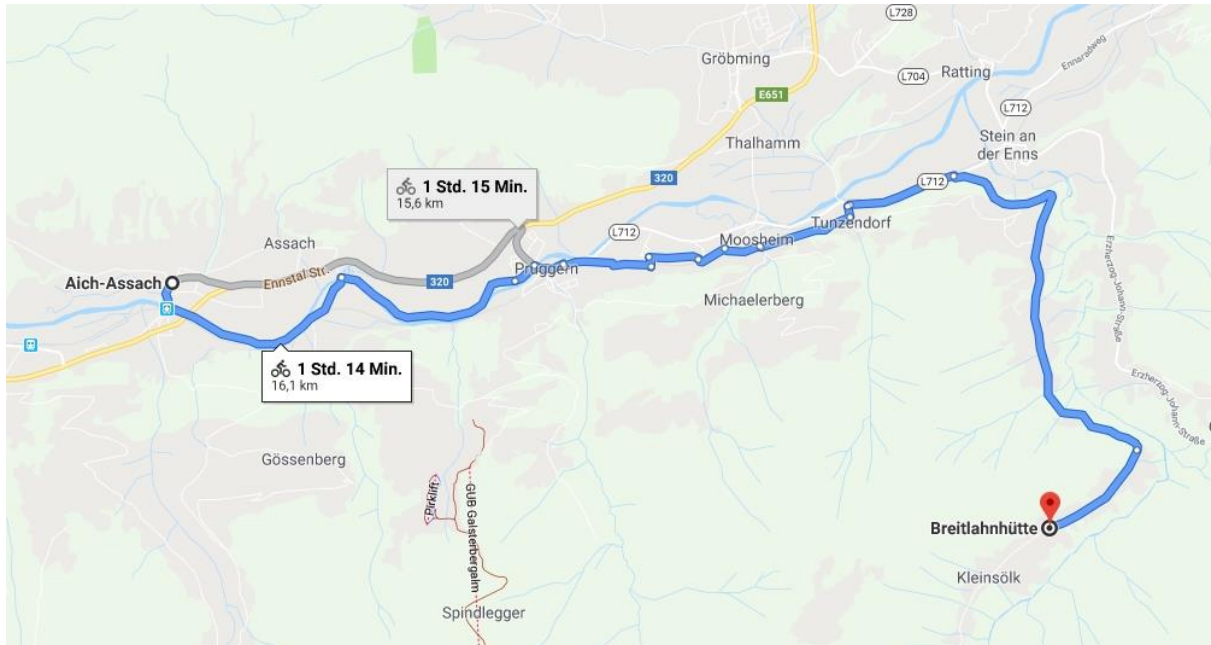 L728
Gröbming
L704
Ratting
Ennsradweg
E651
L712
Thalhamm
Stein an
der Enns
1 Std. 15 Min.
15,6 km
320
L712
L712
Assach
Moosheim
Tunzendorf
Aich-Assach
Ennstal Str.
320
Pruggern
Michaelerberg
Erzherzog-Johann-Straße
1 Std. 14 Min.
16,1 km
Erzherzog-Johann-Straße
Gössenberg
Pirklift
GUB Galsterbergalm
Breitlahnhütte
Kleinsölk
Spindlegger